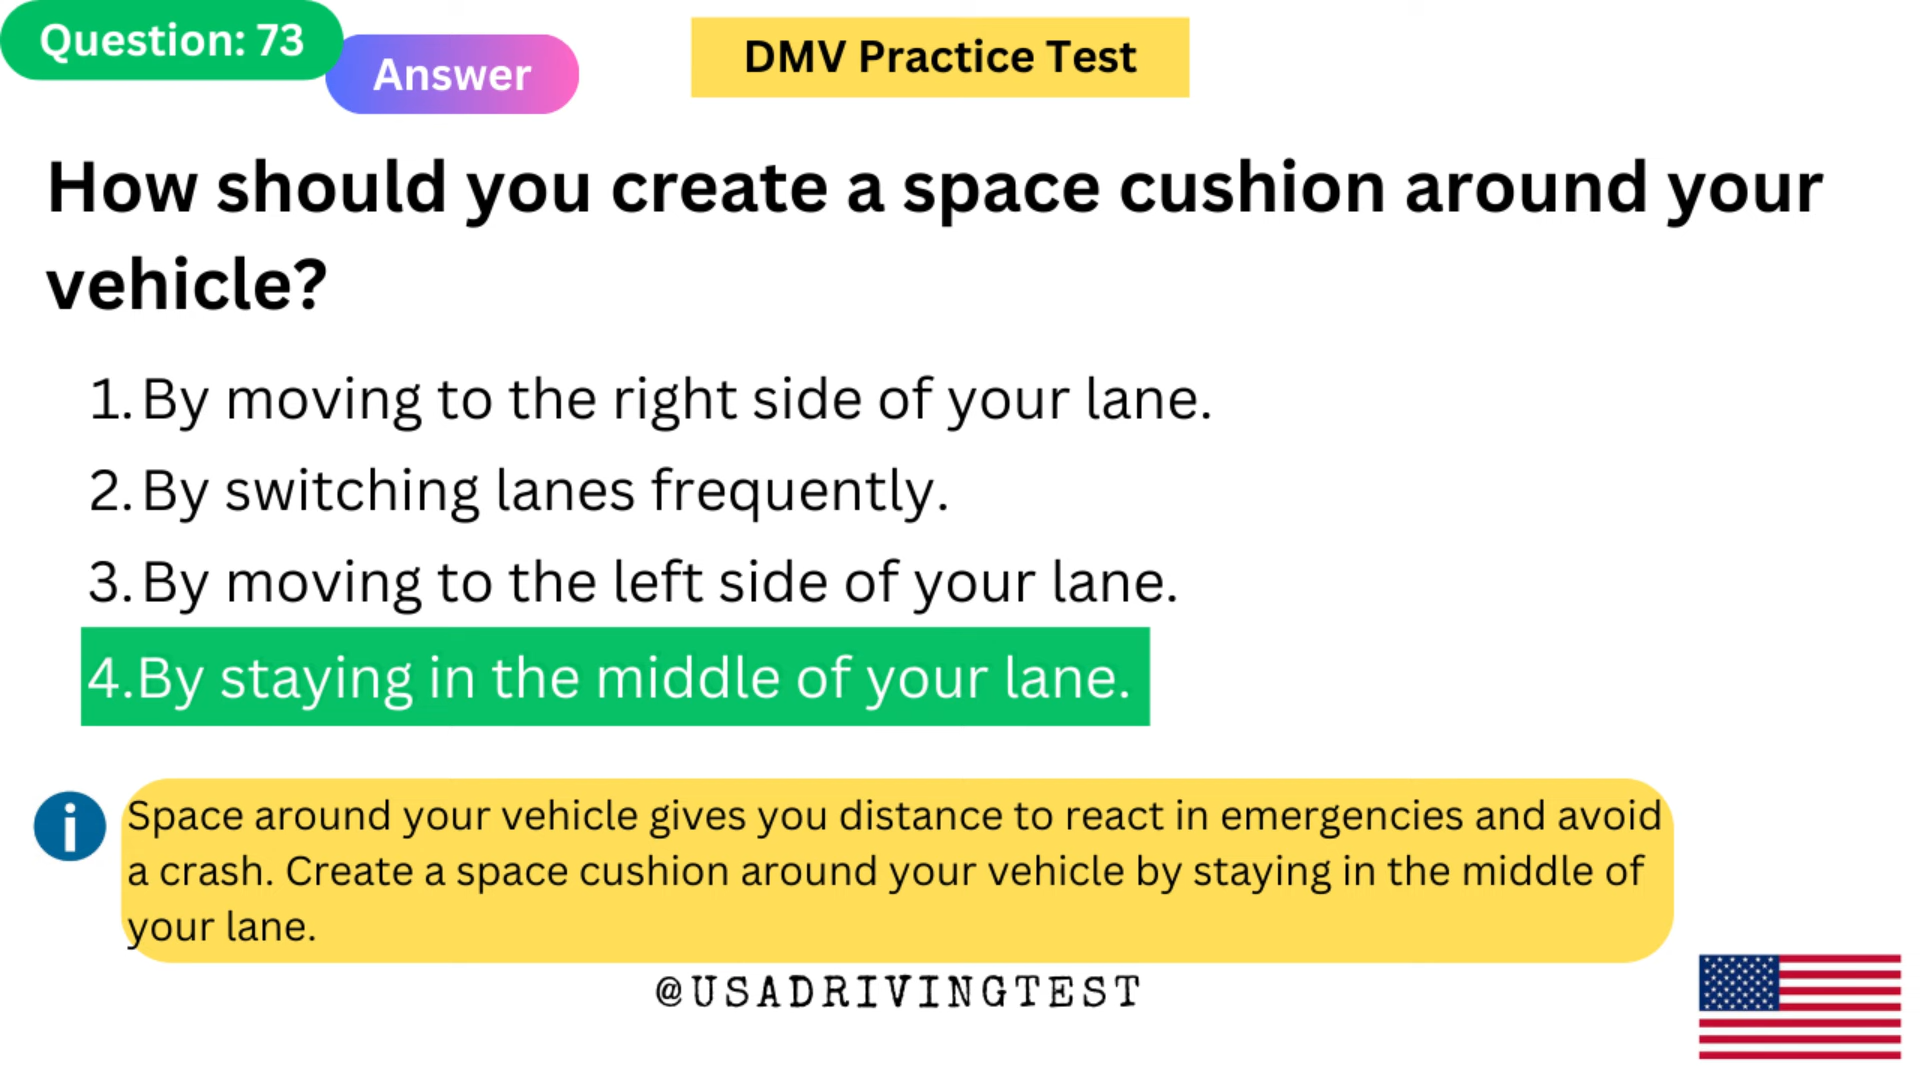 Question: 73
Answer
DMV Practice Test
How should you create a space cushion around your
vehicle?
1. By moving to the right side of your lane.
2. By switching lanes frequently.
3. By moving to the left side of your lane.
4.By staying in the middle of your lane.
i
Space around your vehicle gives you distance to react in emergencies and avoid
a crash. Create a space cushion around your vehicle by staying in the middle of
your lane.
@USADRIVINGTEST